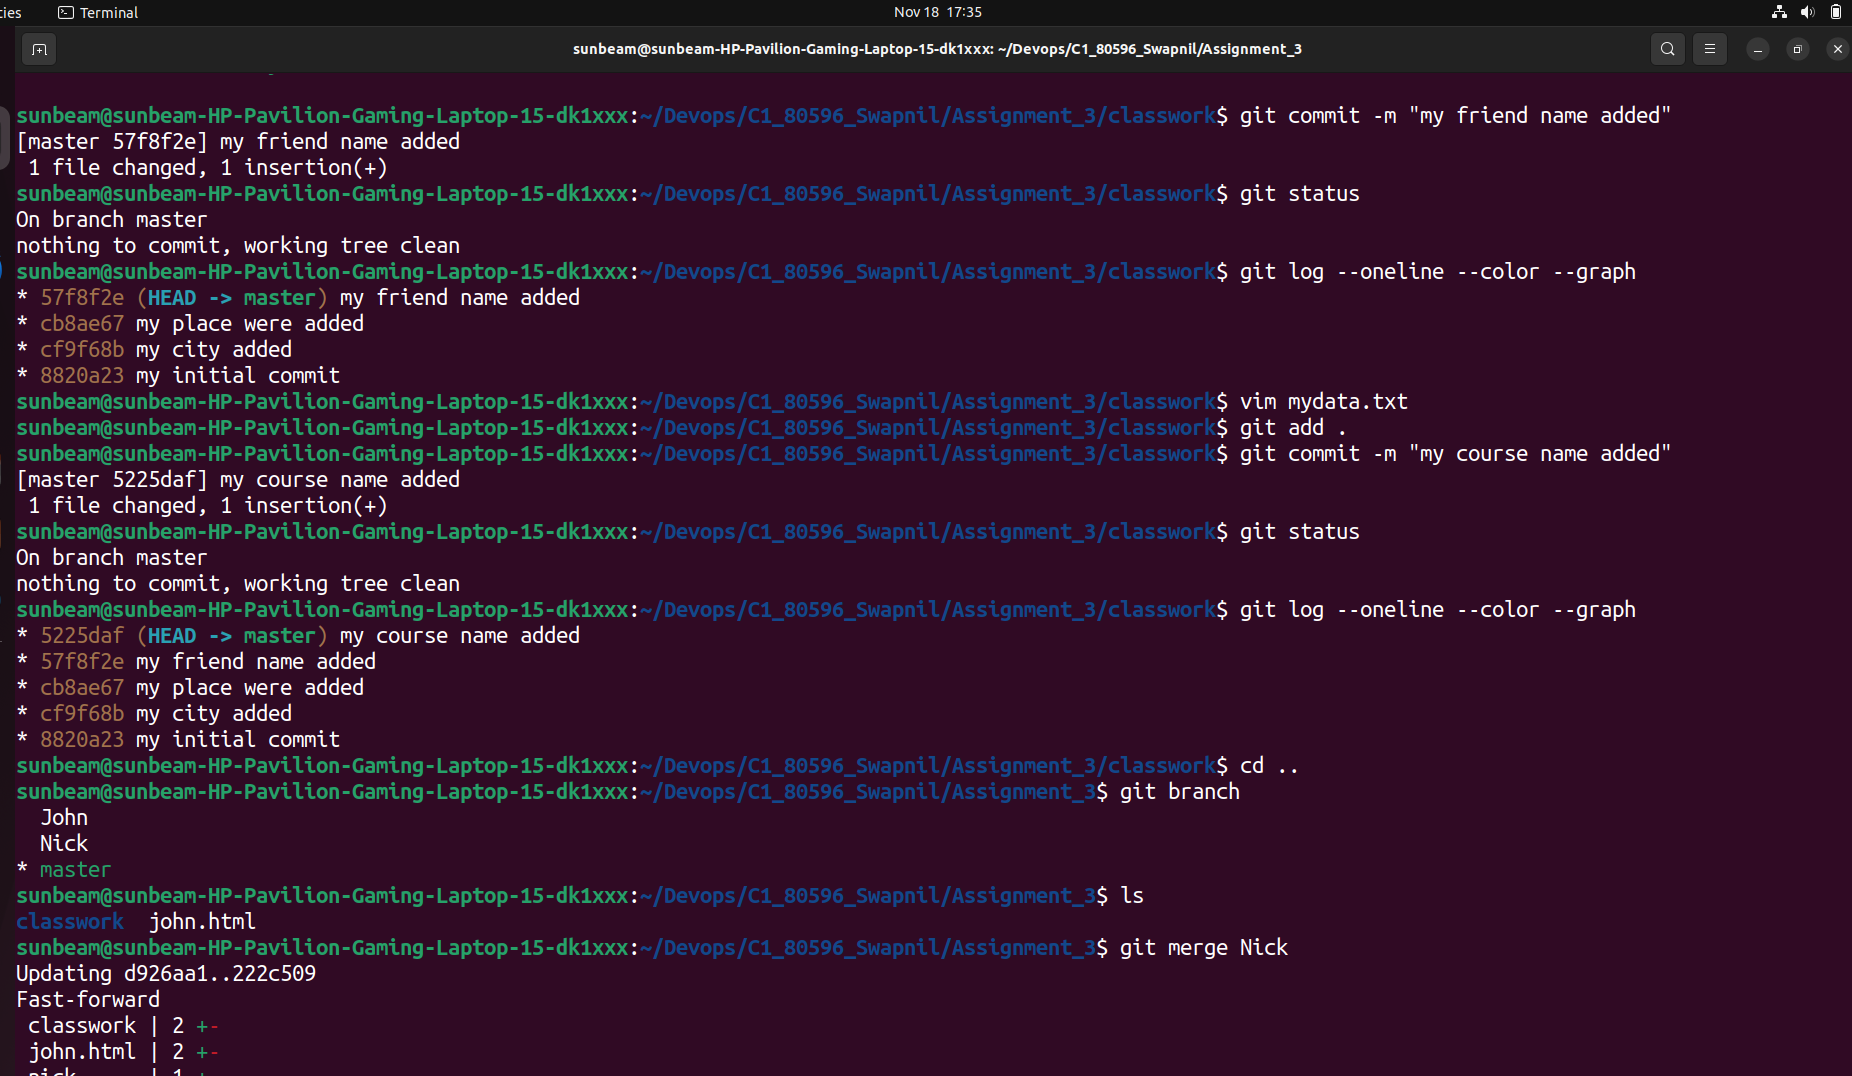 Terminal
Nov 18 17:35
sunbeam@sunbeam-HP-Pavilion-Gaming-Laptop-15-dk1xxx: ~/Devops/C1_80596_Swapnil/Assignment_3
sunbeam@sunbeam-HP-Pavilion-Gaming-Laptop-15-dk1xxx:~/Devops/C1_80596_Swapnil/Assignment_3/classwork$ git commit -m "my friend name added"
[master 57f8f2e] my friend name added
 1 file changed, 1 insertion(+)
sunbeam@sunbeam-HP-Pavilion-Gaming-Laptop-15-dk1xxx:~/Devops/C1_80596_Swapnil/Assignment_3/classwork$ git status
On branch master
nothing to commit, working tree clean
sunbeam@sunbeam-HP-Pavilion-Gaming-Laptop-15-dk1xxx:~/Devops/C1_80596_Swapnil/Assignment_3/classwork$ git log --oneline --color --graph
* 57f8f2e (HEAD -> master) my friend name added
* cb8ae67 my place were added
* cf9f68b my city added
* 8820a23 my initial commit
sunbeam@sunbeam-HP-Pavilion-Gaming-Laptop-15-dk1xxx:~/Devops/C1_80596_Swapnil/Assignment_3/classwork$ vim mydata.txt
sunbeam@sunbeam-HP-Pavilion-Gaming-Laptop-15-dk1xxx:~/Devops/C1_80596_Swapnil/Assignment_3/classwork$ git add .
sunbeam@sunbeam-HP-Pavilion-Gaming-Laptop-15-dk1xxx:~/Devops/C1_80596_Swapnil/Assignment_3/classwork$ git commit -m "my course name added"
[master 5225daf] my course name added
 1 file changed, 1 insertion(+)
sunbeam@sunbeam-HP-Pavilion-Gaming-Laptop-15-dk1xxx:~/Devops/C1_80596_Swapnil/Assignment_3/classwork$ git status
On branch master
nothing to commit, working tree clean
sunbeam@sunbeam-HP-Pavilion-Gaming-Laptop-15-dk1xxx:~/Devops/C1_80596_Swapnil/Assignment_3/classwork$ git log --oneline --color --graph
* 5225daf (HEAD -> master) my course name added
* 57f8f2e my friend name added
* cb8ae67 my place were added
* cf9f68b my city added
* 8820a23 my initial commit
sunbeam@sunbeam-HP-Pavilion-Gaming-Laptop-15-dk1xxx:~/Devops/C1_80596_Swapnil/Assignment_3/classwork$ cd ..
sunbeam@sunbeam-HP-Pavilion-Gaming-Laptop-15-dk1xxx:~/Devops/C1_80596_Swapnil/Assignment_3$ git branch
  John
  Nick
* master
sunbeam@sunbeam-HP-Pavilion-Gaming-Laptop-15-dk1xxx:~/Devops/C1_80596_Swapnil/Assignment_3$ ls
classwork  john.html
sunbeam@sunbeam-HP-Pavilion-Gaming-Laptop-15-dk1xxx:~/Devops/C1_80596_Swapnil/Assignment_3$ git merge Nick
Updating d926aa1..222c509
Fast-forward
 classwork | 2 +-
 john.html | 2 +-